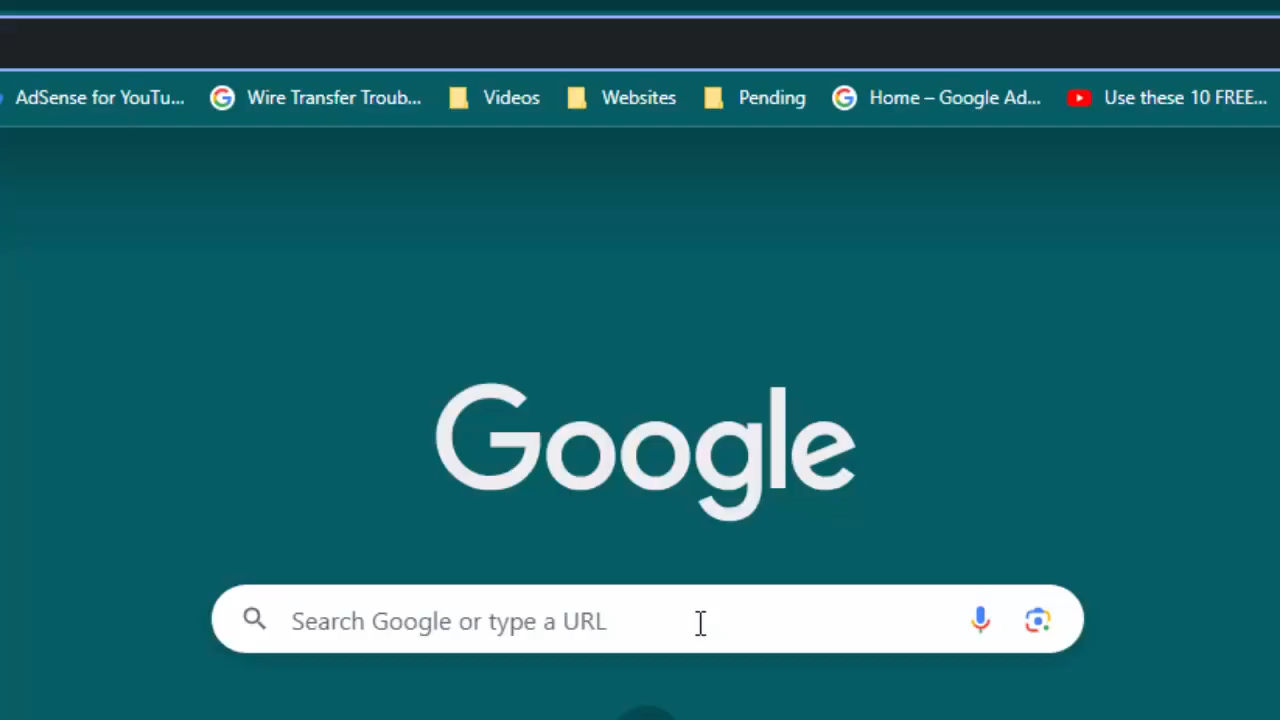 AdSense for YouTu... Wire Transfer Troub... Videos Websites Pending Home – Google Ad... Use these 10 FREE...
Google
Search Google or type a URL